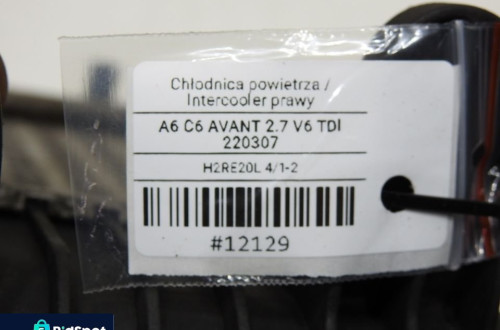 Chłodnica powietrza /
Intercooler prawy
A6 C6 AVANT 2.7 V6 TDI
220307
H2RE20L 4/1-2
#12129